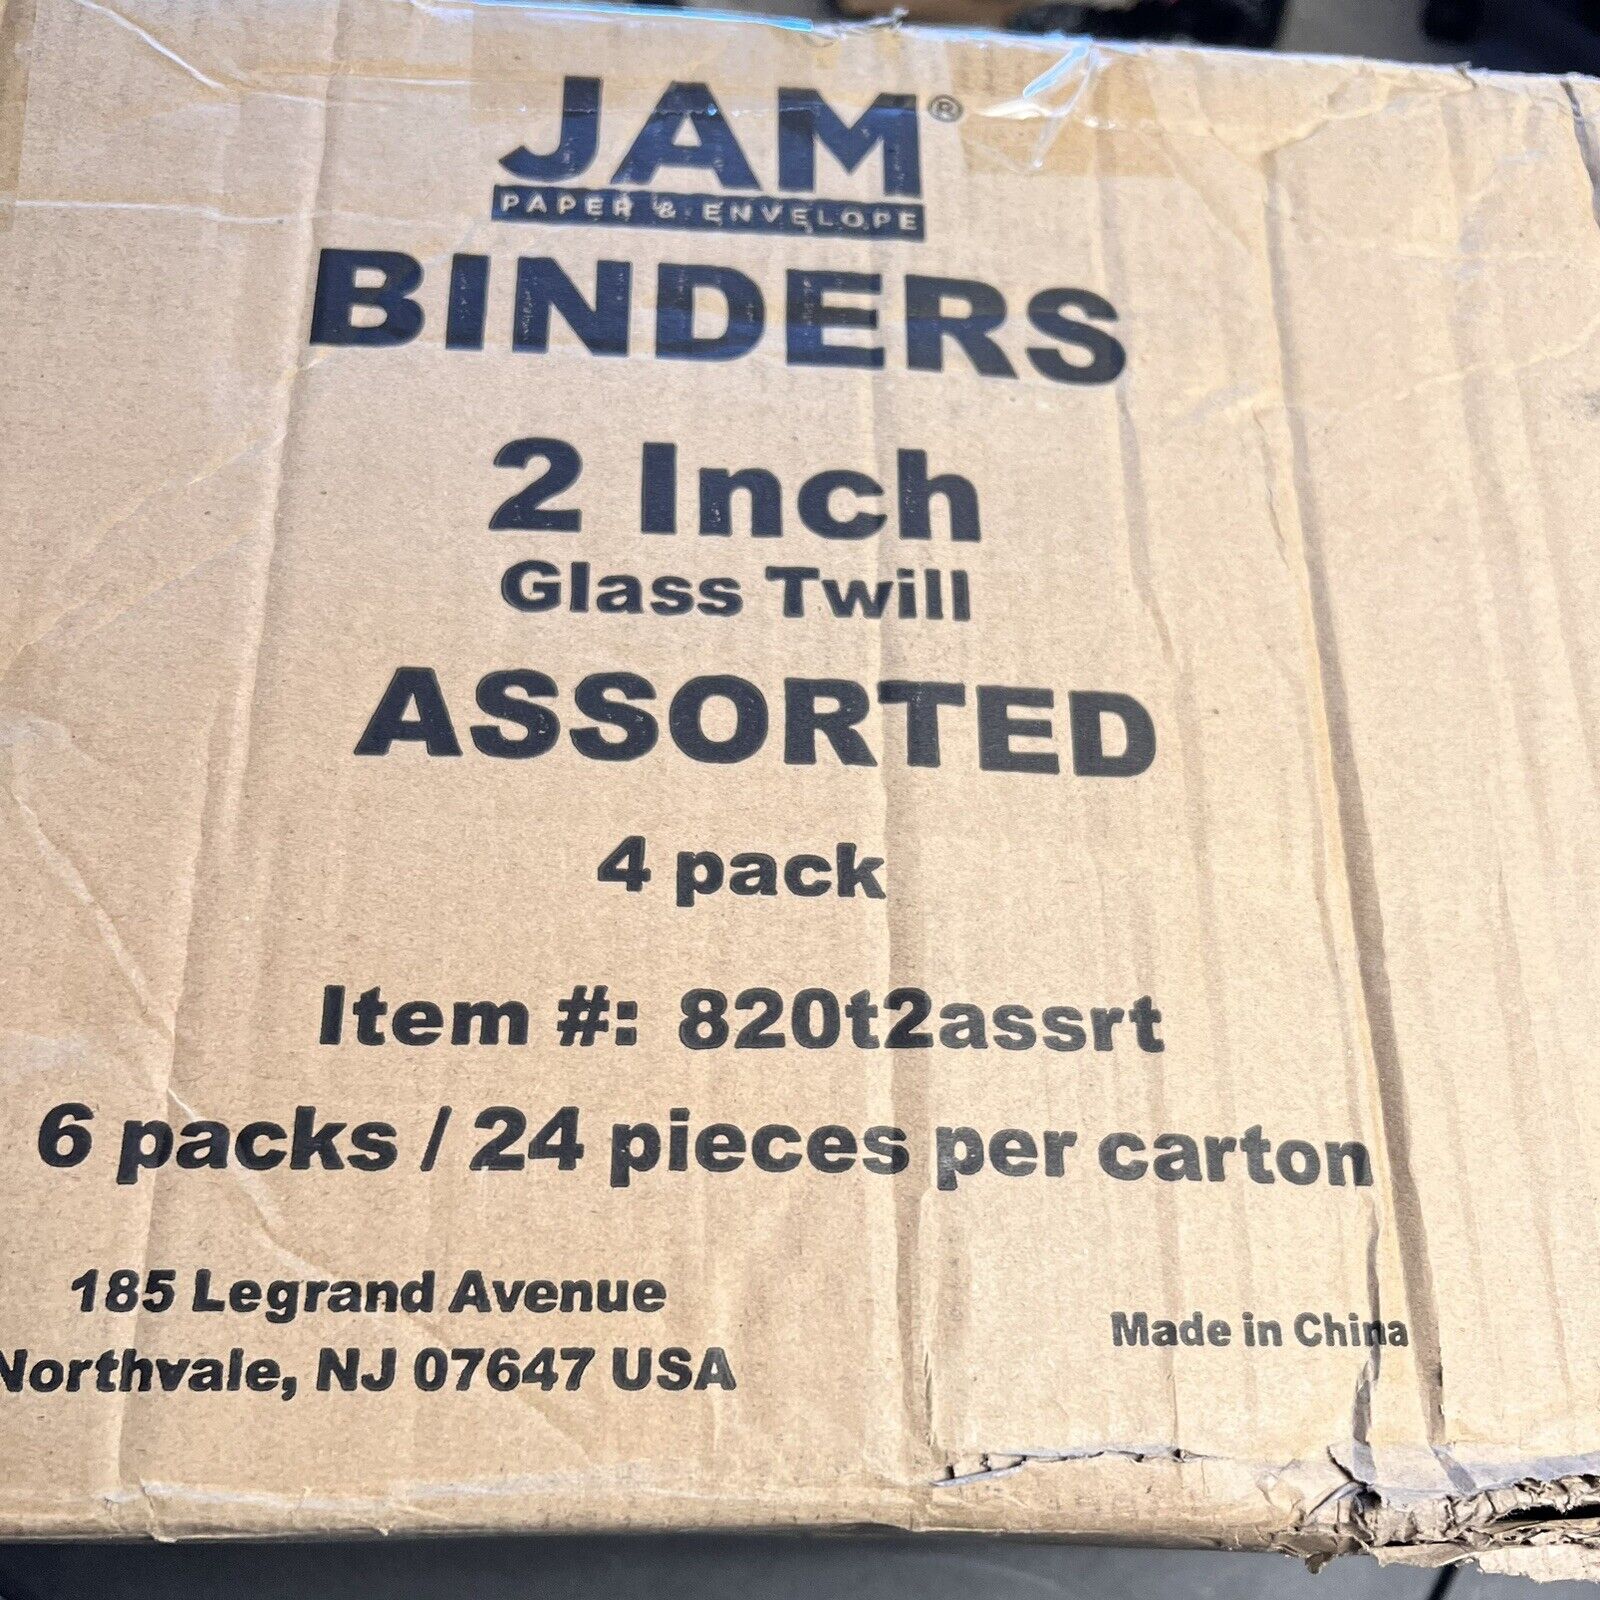 JAM®
PAPER & ENVELOPE
BINDERS
2 Inch
Glass Twill
ASSORTED
4 pack
Item #: 820t2assrt
6 packs / 24 pieces per carton
185 Legrand Avenue
Northvale, NJ 07647 USA
Made in China